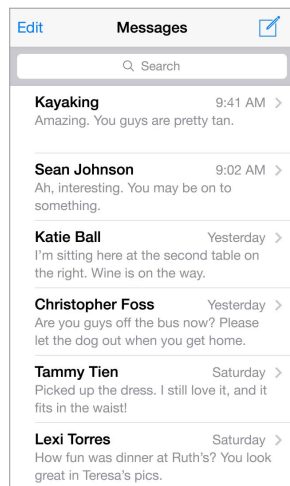 Edit Messages
Search
Kayaking 9:41 AM
Amazing. You guys are pretty tan.
Sean Johnson 9:02 AM
Ah, interesting. You may be on to
something.
Katie Ball Yesterday
I'm sitting here at the second table on
the right. Wine is on the way.
Christopher Foss Yesterday
Are you guys off the bus now? Please
let the dog out when you get home.
Tammy Tien Saturday
Picked up the dress. I still love it, and it
fits in the waist!
Lexi Torres Saturday
How fun was dinner at Ruth's? You look
great in Teresa's pics.